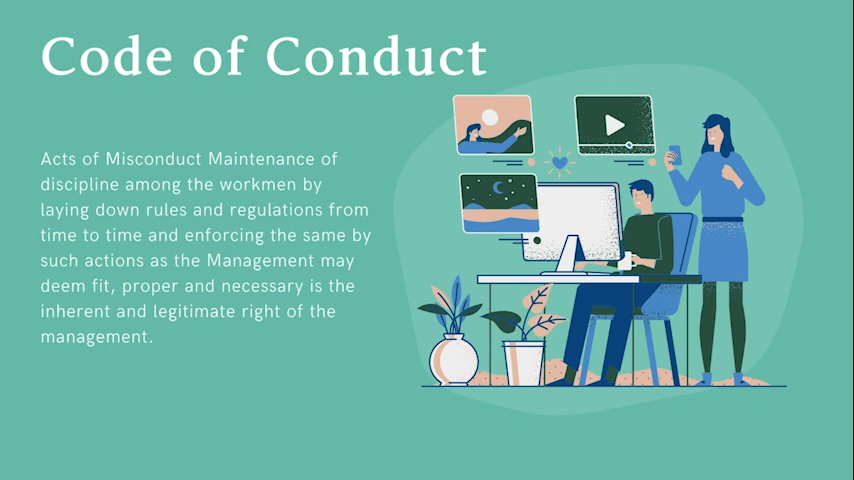 Code of Conduct
Acts of Misconduct Maintenance of
discipline among the workmen by
laying down rules and regulations from
time to time and enforcing the same by
such actions as the Management may
deem fit, proper and necessary is the
inherent and legitimate right of the
management.